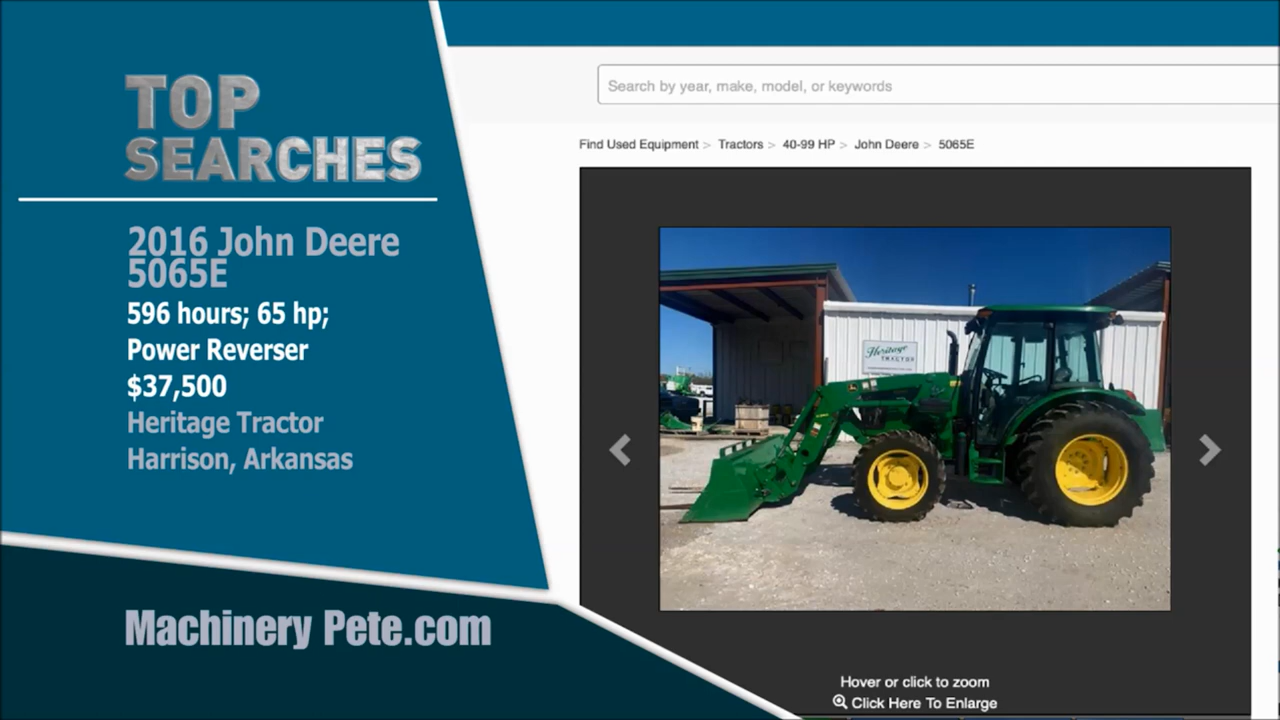 TOP
SEARCHES
2016 John Deere
5065E
596 hours; 65 hp;
Power Reverser
$37,500
Heritage Tractor
Harrison, Arkansas
Machinery Pete.com
Search by year, make, model, or keywords
Find Used Equipment > Tractors > 40-99 HP > John Deere > 5065E
Heritage
TRACTOR
Hover or click to zoom
Click Here To Enlarge